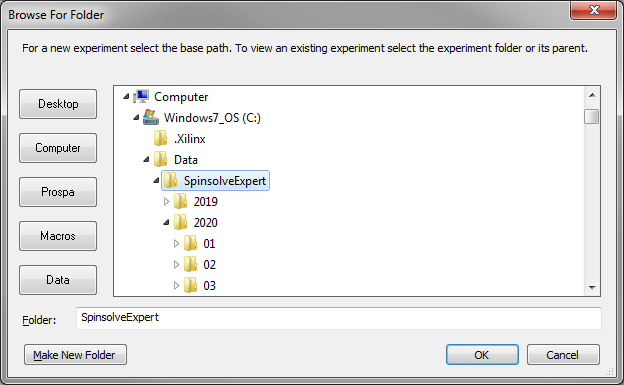 Browse For Folder
For a new experiment select the base path. To view an existing experiment select the experiment folder or its parent.
Desktop
Computer
Prospa
Macros
Data
Computer
Windows7_OS (C:)
.Xilinx
Data
SpinsolveExpert
2019
2020
01
02
03
Folder: SpinsolveExpert
Make New Folder OK Cancel